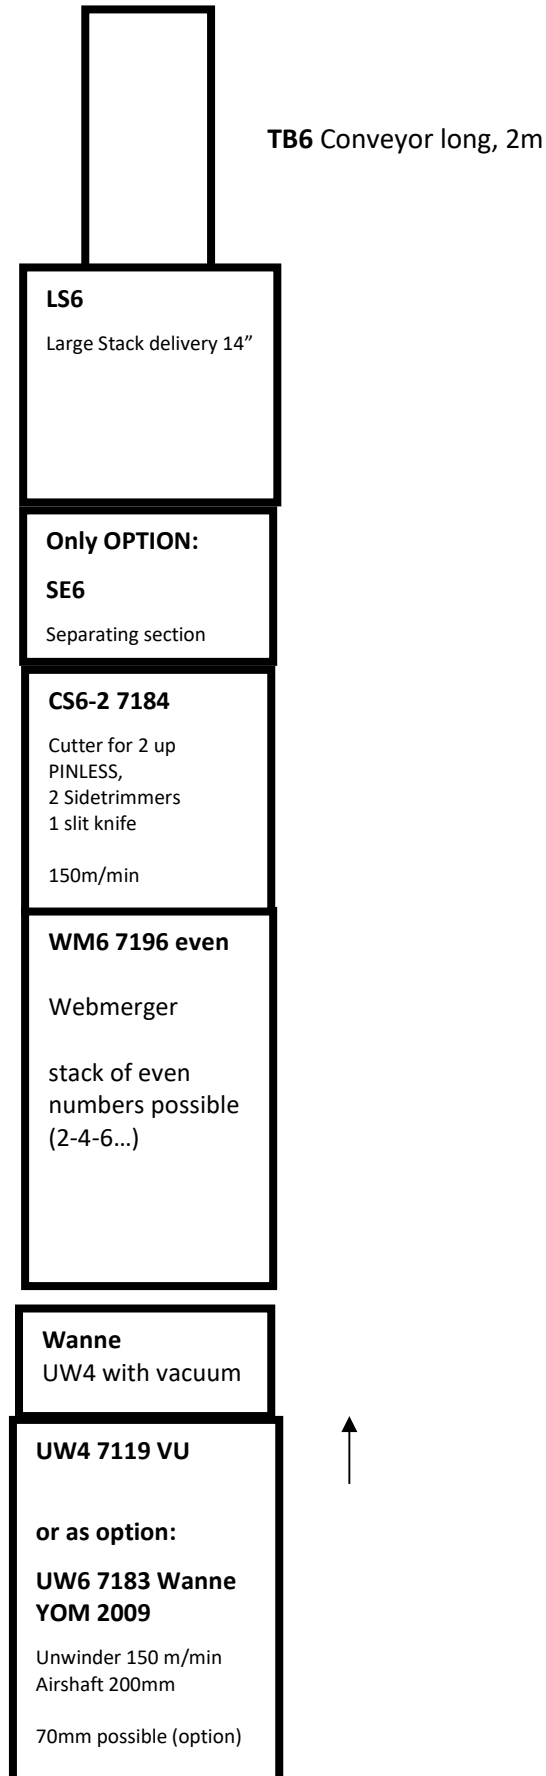 TB6 Conveyor long, 2m
LS6
Large Stack delivery 14”
Only OPTION:
SE6
Separating section
CS6-2 7184
Cutter for 2 up
PINLESS,
2 Sidetrimmers
1 slit knife
150m/min
WM6 7196 even
Webmerger
stack of even
numbers possible
(2-4-6…)
Wanne
UW4 with vacuum
UW4 7119 VU
or as option:
UW6 7183 Wanne
YOM 2009
Unwinder 150 m/min
Airshaft 200mm
70mm possible (option)